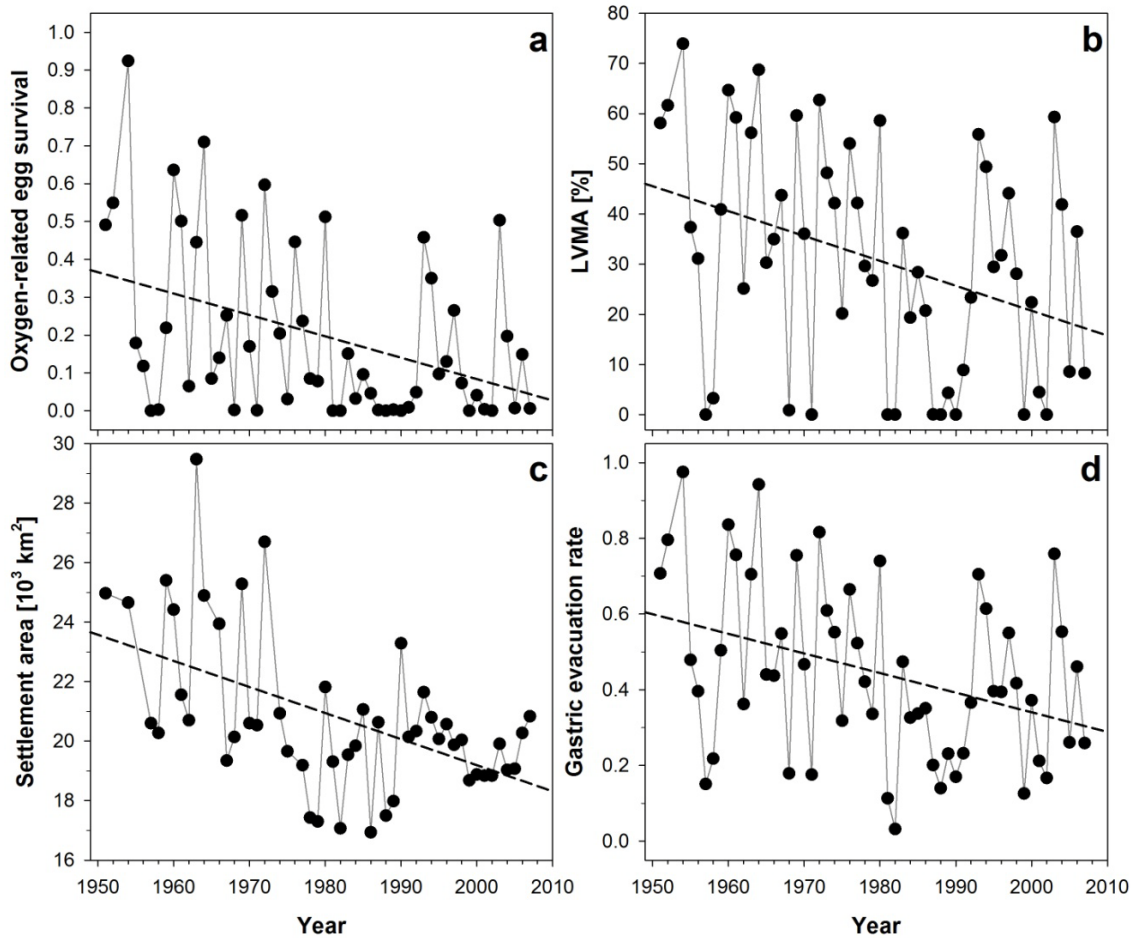 a
Oxygen-related egg survival
1.0
0.9
0.8
0.7
0.6
0.5
0.4
0.3
0.2
0.1
0.0
b
LVMA [%]
80
70
60
50
40
30
20
10
0
c
Settlement area [10³ km²]
30
28
26
24
22
20
18
16
1950 1960 1970 1980 1990 2000 2010
Year
d
Gastric evacuation rate
1.0
0.8
0.6
0.4
0.2
0.0
1950 1960 1970 1980 1990 2000 2010
Year